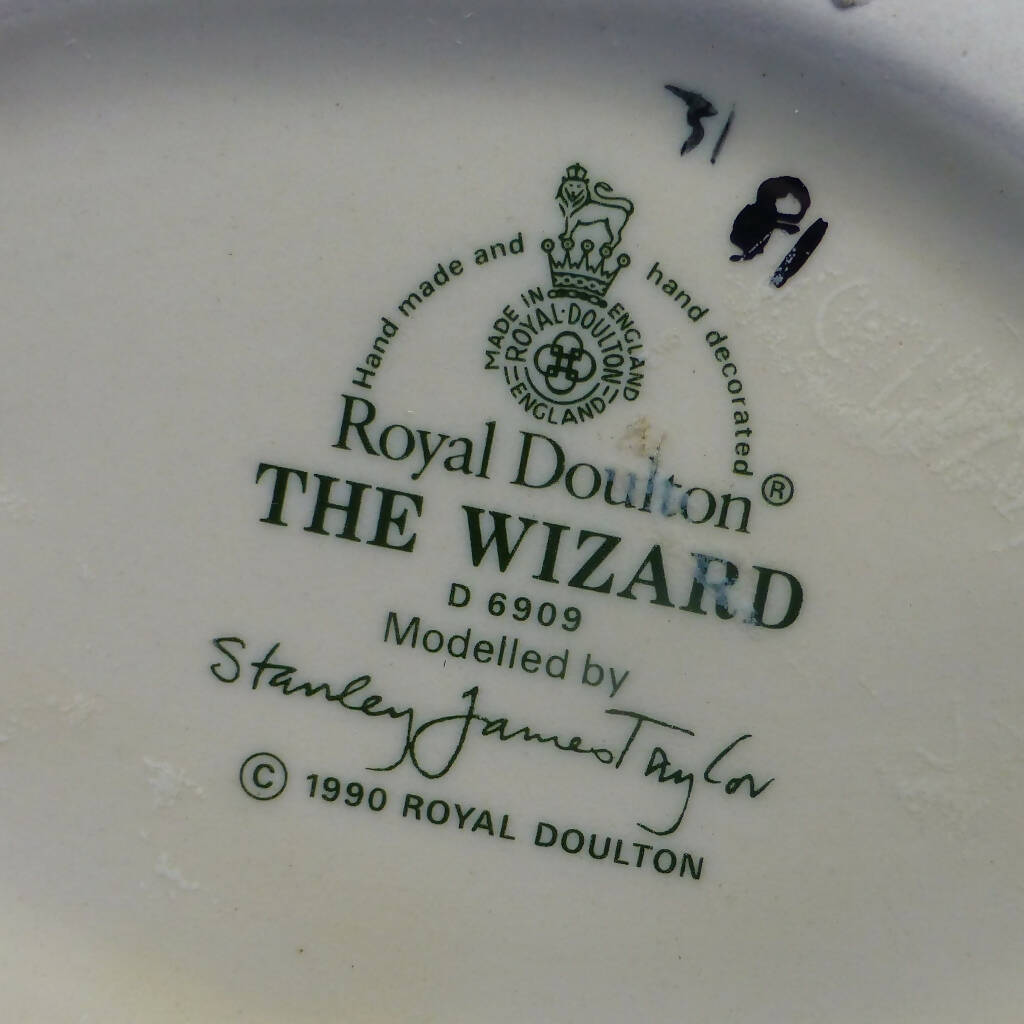 31
81
Hand made and hand decorated
MADE IN ENGLAND
ROYAL·DOULTON
ENGLAND
Royal Doulton ®
THE WIZARD
D 6909
Modelled by
Stanley James Taylor
© 1990 ROYAL DOULTON